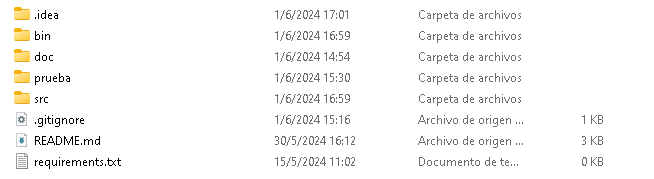 .idea 1/6/2024 17:01 Carpeta de archivos
bin 1/6/2024 16:59 Carpeta de archivos
doc 1/6/2024 14:54 Carpeta de archivos
prueba 1/6/2024 15:30 Carpeta de archivos
src 1/6/2024 16:59 Carpeta de archivos
.gitignore 1/6/2024 15:16 Archivo de origen ... 1 KB
README.md 30/5/2024 16:12 Archivo de origen ... 3 KB
requirements.txt 15/5/2024 11:02 Documento de te... 0 KB